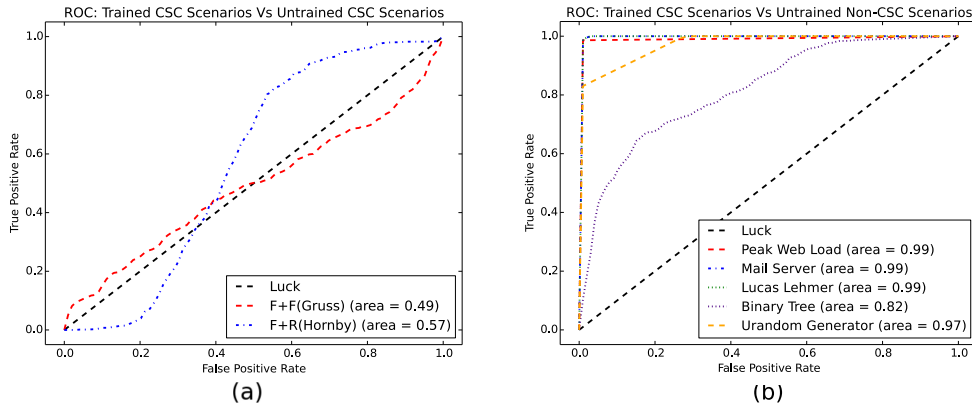 ROC: Trained CSC Scenarios Vs Untrained CSC Scenarios
True Positive Rate
1.0
0.8
0.6
0.4
0.2
0.0
Luck
F+F(Gruss) (area = 0.49)
F+R(Hornby) (area = 0.57)
0.0 0.2 0.4 0.6 0.8 1.0
False Positive Rate
(a)
ROC: Trained CSC Scenarios Vs Untrained Non-CSC Scenarios
True Positive Rate
1.0
0.8
0.6
0.4
0.2
0.0
Luck
Peak Web Load (area = 0.99)
Mail Server (area = 0.99)
Lucas Lehmer (area = 0.99)
Binary Tree (area = 0.82)
Urandom Generator (area = 0.97)
0.0 0.2 0.4 0.6 0.8 1.0
False Positive Rate
(b)